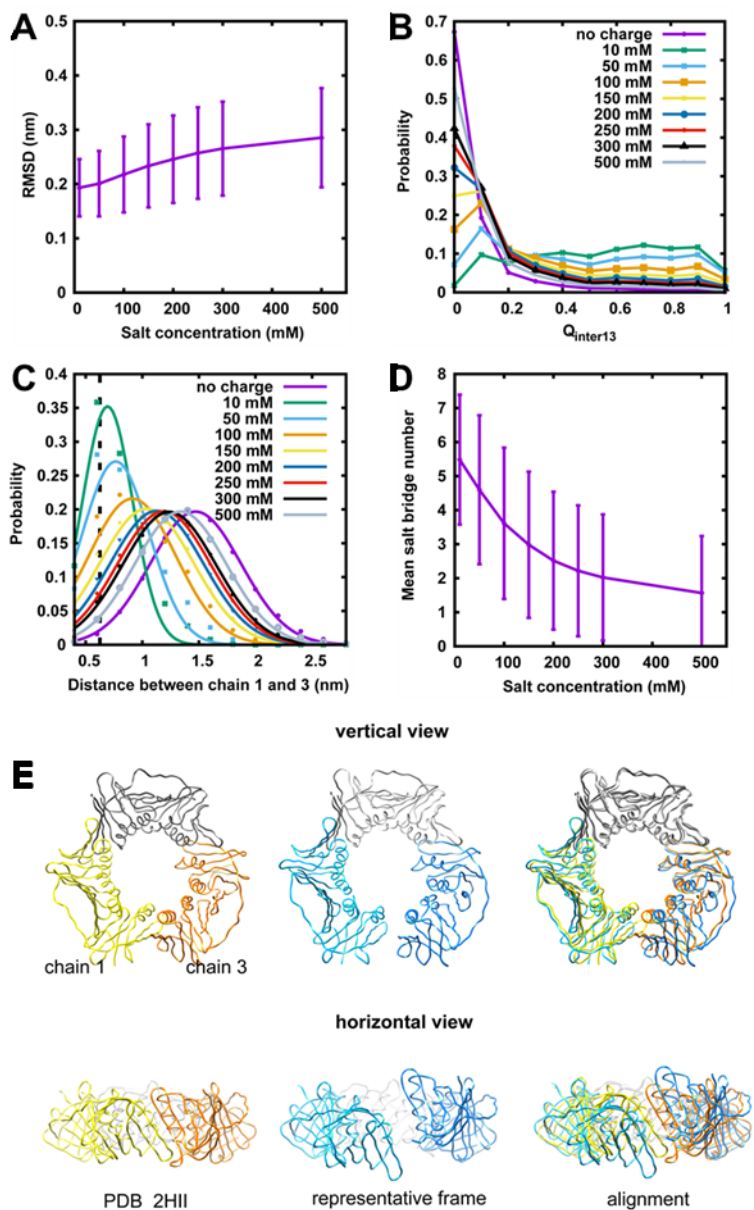 A
RMSD (nm)
0.4
0.3
0.2
0.1
0
0 100 200 300 400 500
Salt concentration (mM)
B
Probability
0.7
0.6
0.5
0.4
0.3
0.2
0.1
0
0 0.2 0.4 0.6 0.8 1
Qinter13
no charge
10 mM
50 mM
100 mM
150 mM
200 mM
250 mM
300 mM
500 mM
C
Probability
0.4
0.35
0.3
0.25
0.2
0.15
0.1
0.05
0
0.5 1 1.5 2 2.5
Distance between chain 1 and 3 (nm)
no charge
10 mM
50 mM
100 mM
150 mM
200 mM
250 mM
300 mM
500 mM
D
Mean salt bridge number
8
7
6
5
4
3
2
1
0
0 100 200 300 400 500
Salt concentration (mM)
vertical view
E
chain 1 chain 3
horizontal view
PDB 2HII representative frame alignment